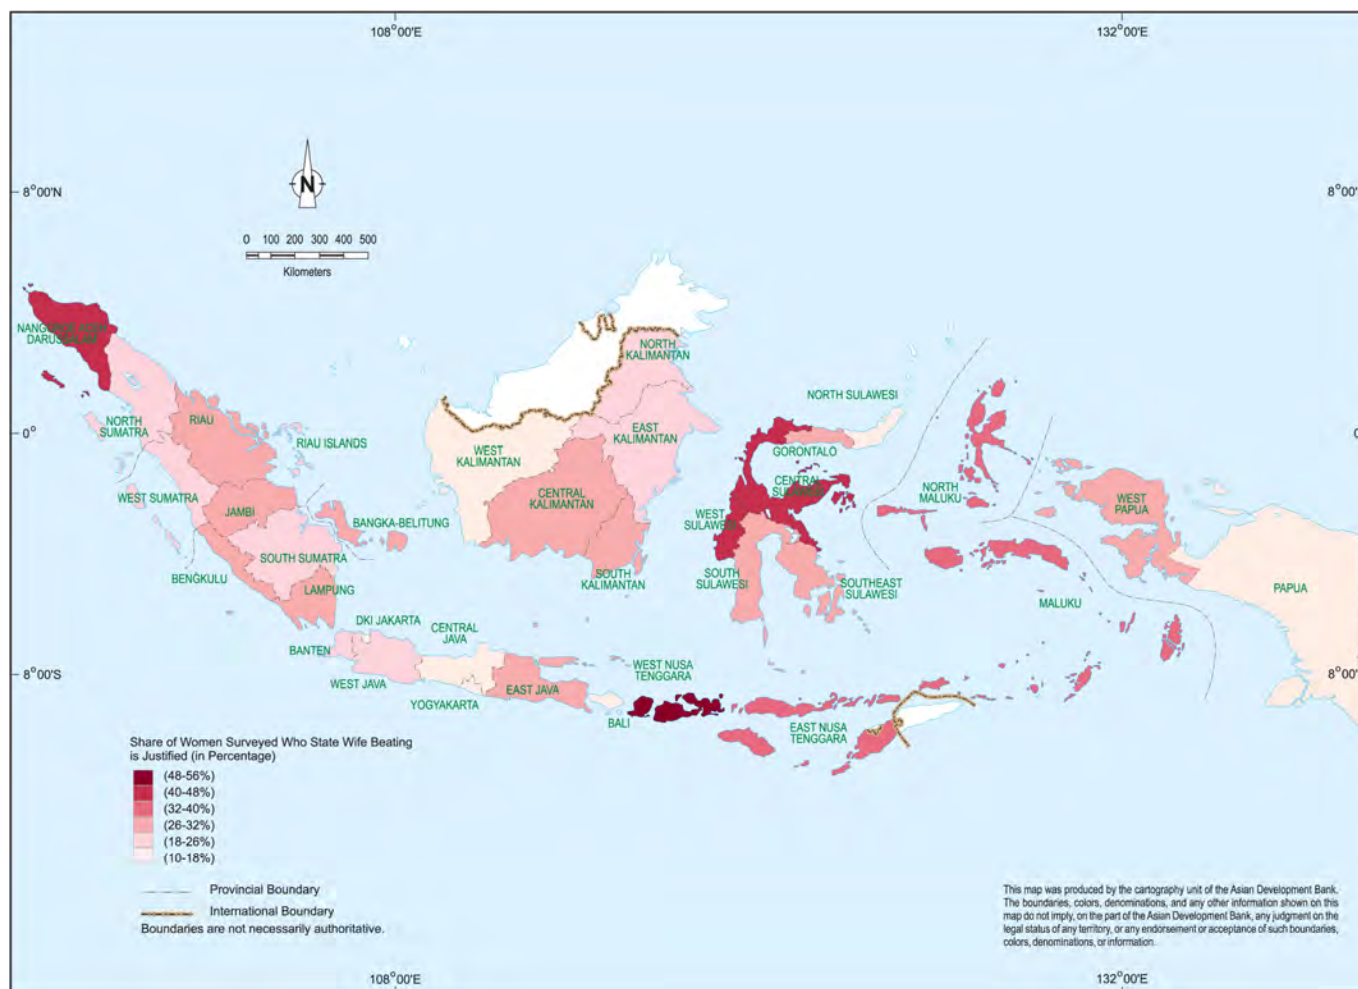 108°00'E
132°00'E
8°00'N
8°00'
N
0 100 200 300 400 500
Kilometers
NANGGROE ACEH
DARUSSALAM
NORTH
KALIMANTAN
NORTH SULAWESI
NORTH
SUMATRA
RIAU
RIAU ISLANDS
0°
EAST
KALIMANTAN
WEST
KALIMANTAN
GORONTALO
CENTRAL
SULAWESI
WEST SUMATRA
JAMBI
BANGKA-BELITUNG
CENTRAL
KALIMANTAN
WEST
SULAWESI
NORTH
MALUKU
WEST
PAPUA
SOUTH SUMATRA
BENGKULU
LAMPUNG
SOUTH
KALIMANTAN
SOUTH
SULAWESI
SOUTHEAST
SULAWESI
MALUKU
PAPUA
DKI JAKARTA
CENTRAL
JAVA
BANTEN
WEST JAVA
YOGYAKARTA
EAST JAVA
WEST NUSA
TENGGARA
8°00'S
8°00'
BALI
EAST NUSA
TENGGARA
Share of Women Surveyed Who State Wife Beating
is Justified (in Percentage)
(48-56%)
(40-48%)
(32-40%)
(26-32%)
(18-26%)
(10-18%)
Provincial Boundary
International Boundary
Boundaries are not necessarily authoritative.
This map was produced by the cartography unit of the Asian Development Bank.
The boundaries, colors, denominations, and any other information shown on this
map do not imply, on the part of the Asian Development Bank, any judgment on the
legal status of any territory, or any endorsement or acceptance of such boundaries,
colors, denominations, or information.
108°00'E
132°00'E